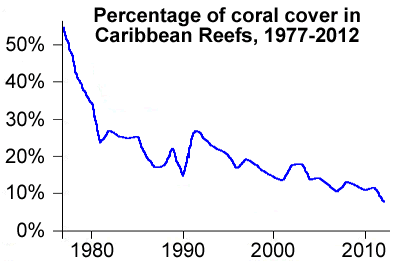 Percentage of coral cover in
Caribbean Reefs, 1977-2012
50%
40%
30%
20%
10%
0%
1980 1990 2000 2010